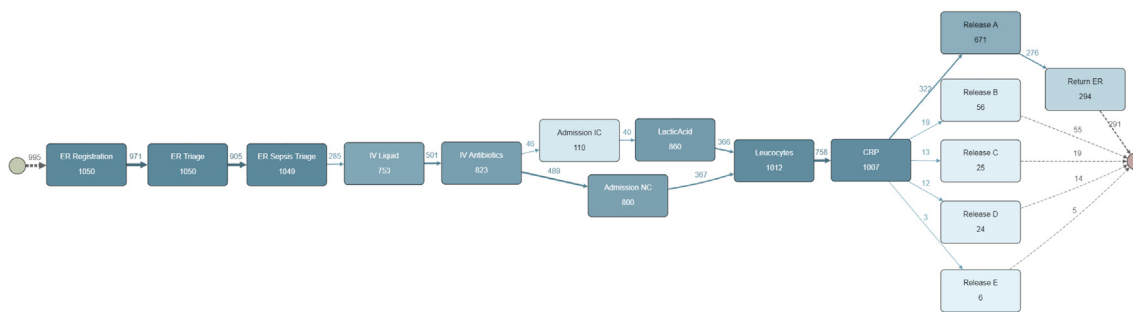 995
ER Registration
1050
971
ER Triage
1050
905
ER Sepsis Triage
1049
285
IV Liquid
753
501
IV Antibiotics
823
46
Admission IC
110
40
LacticAcid
860
366
489
Admission NC
800
367
Leucocytes
1012
758
CRP
1007
322
Release A
671
276
Return ER
294
291
19
Release B
56
55
13
Release C
25
19
12
Release D
24
14
3
Release E
6
5